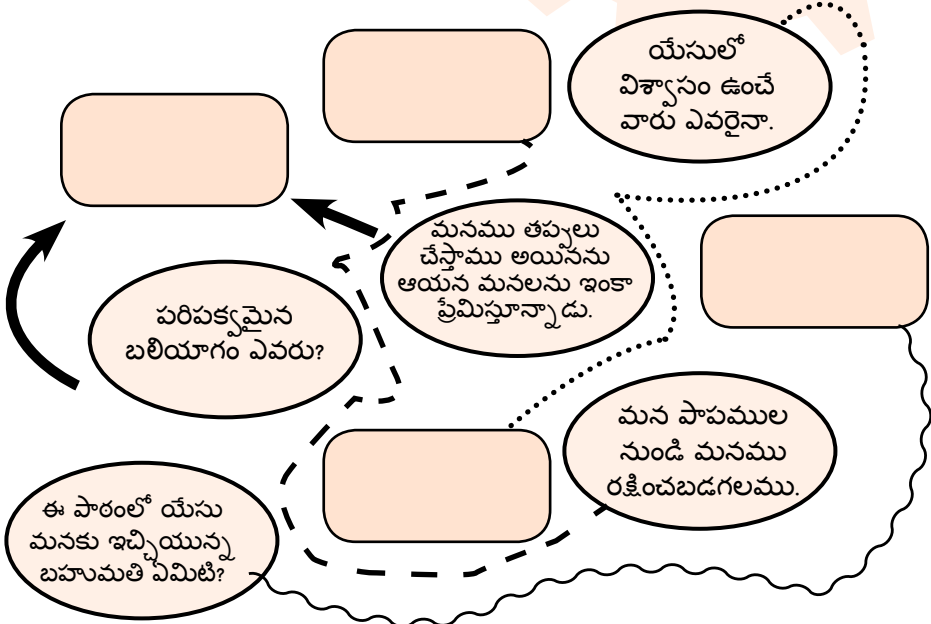 యేసులో
విశ్వాసం ఉంచే
వారు ఎవరైనా.
మనము తప్పలు
చేస్తాము అయినను
ఆయన మనలను ఇంకా
ప్రేమిస్తూన్నాడు.
పరిపక్వమైన
బలియాగం ఎవరు?
మన పాపముల
నుండి మనము
రక్షించబడగలము.
ఈ పాఠంలో యేసు
మనకు ఇచ్చియున్న
బహుమతి ఏమిటి?